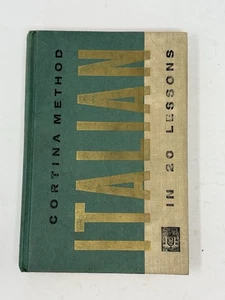 CORTINA METHOD
ITALIAN
IN 20 LESSONS